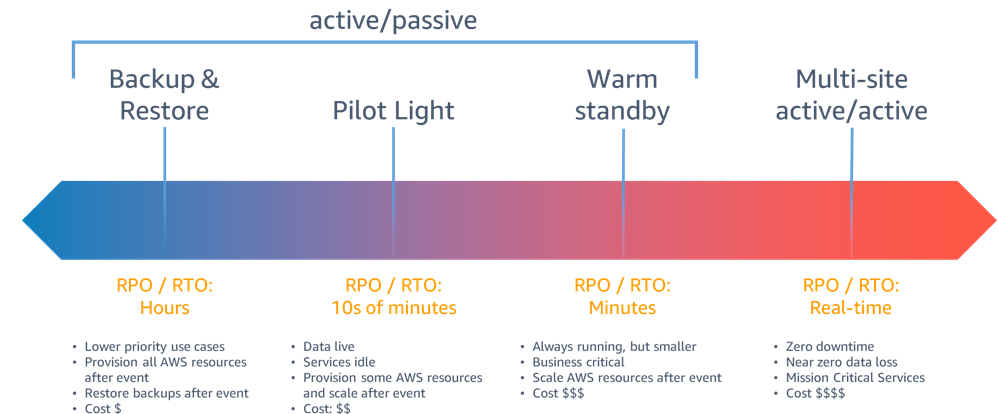 active/passive
Backup &
Restore
Pilot Light
Warm
standby
Multi-site
active/active
RPO / RTO:
Hours
RPO / RTO:
10s of minutes
RPO / RTO:
Minutes
RPO / RTO:
Real-time
• Lower priority use cases
• Provision all AWS resources
after event
• Restore backups after event
• Cost $
• Data live
• Services idle
• Provision some AWS resources
and scale after event
• Cost: $$
• Always running, but smaller
• Business critical
• Scale AWS resources after event
• Cost $$$
• Zero downtime
• Near zero data loss
• Mission Critical Services
• Cost $$$$